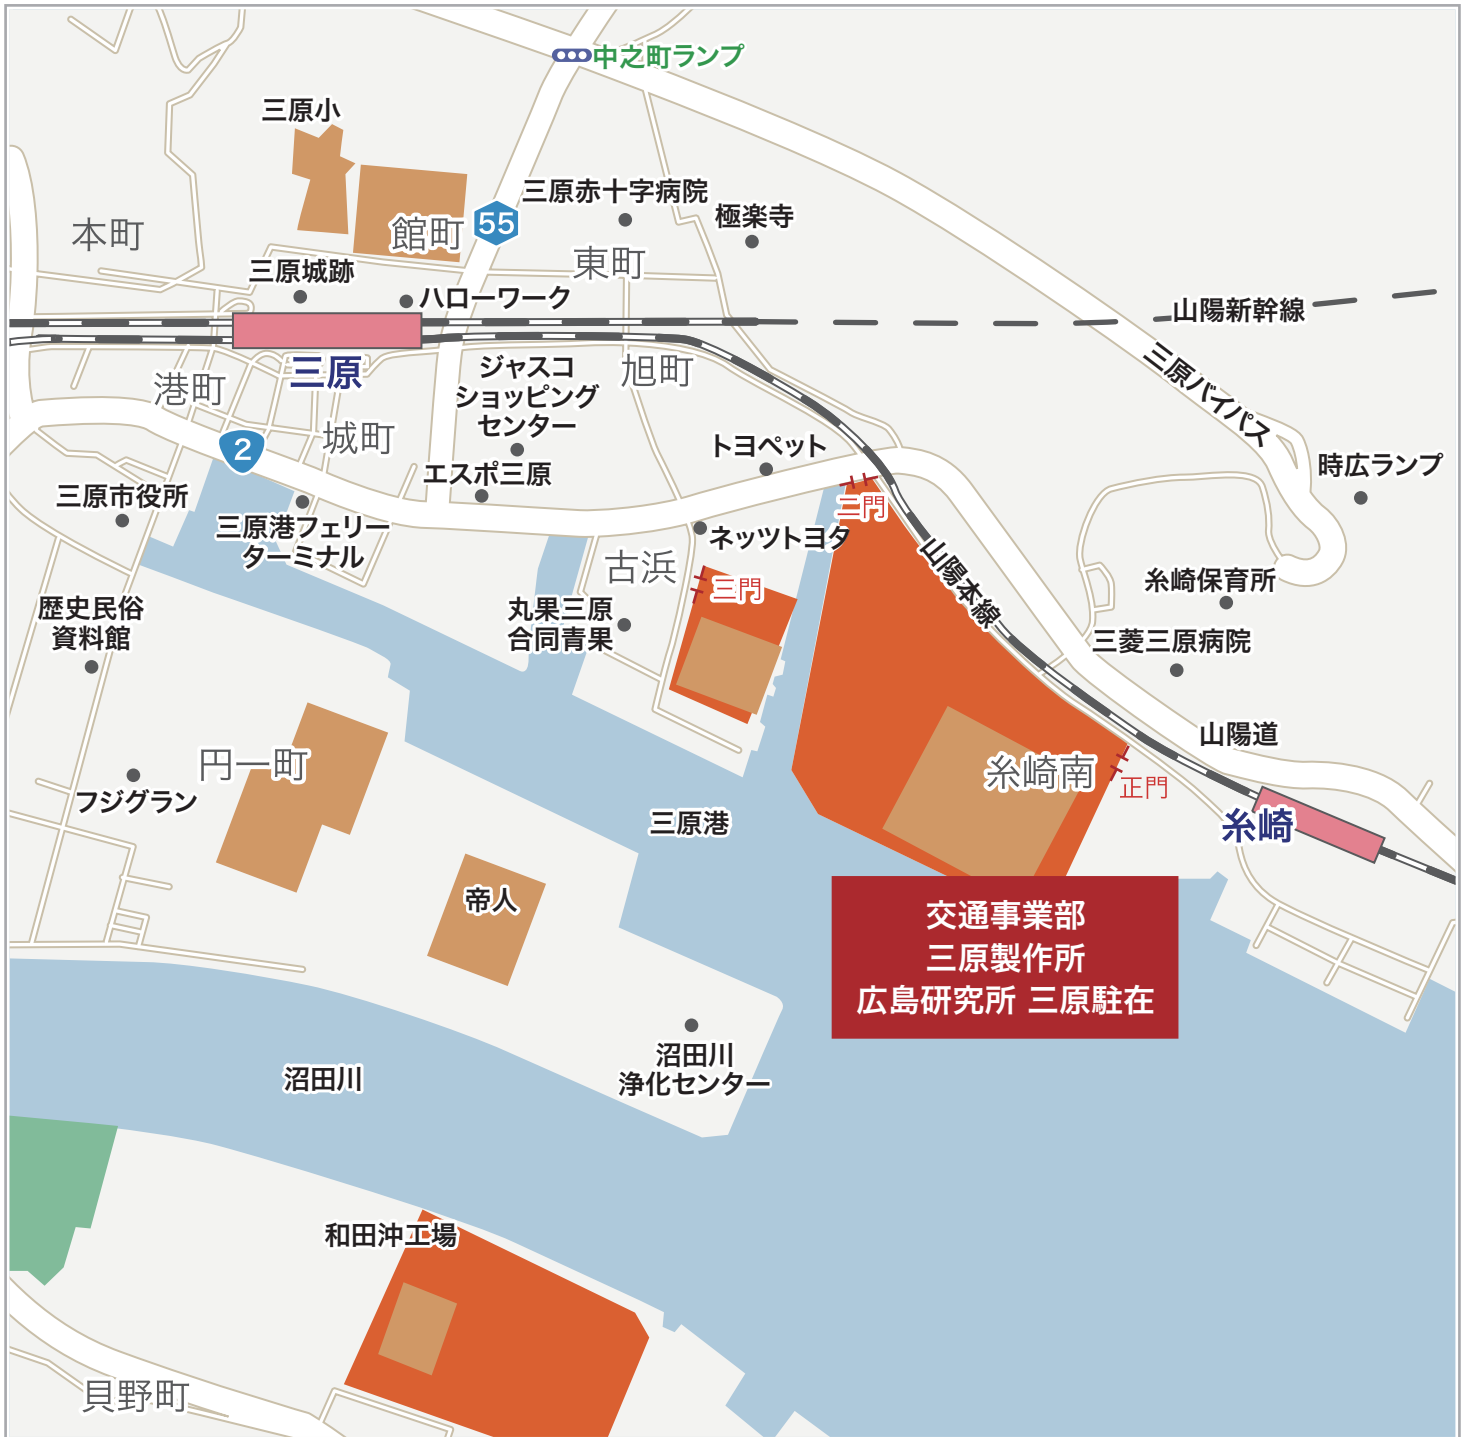 中之町ランプ
三原小
三原赤十字病院
極楽寺
55
本町
館町
東町
三原城跡
ハローワーク
山陽新幹線
三原
港町
ジャスコ
ショッピング
センター
旭町
三原バイパス
2
城町
トヨペット
エスポ三原
時広ランプ
三原市役所
三原港フェリー
ターミナル
二門
ネッツトヨタ
古浜
山陽本線
三門
糸崎保育所
歴史民俗
資料館
丸果三原
合同青果
三菱三原病院
円一町
山陽道
糸崎南
正門
フジグラン
三原港
糸崎
帝人
交通事業部
三原製作所
広島研究所 三原駐在
沼田川
浄化センター
沼田川
和田沖工場
貝野町